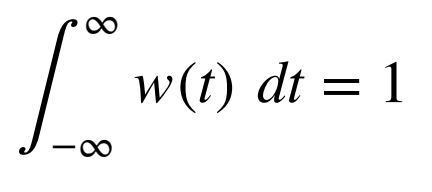 ∫_{-∞}^{∞} w(t) dt = 1